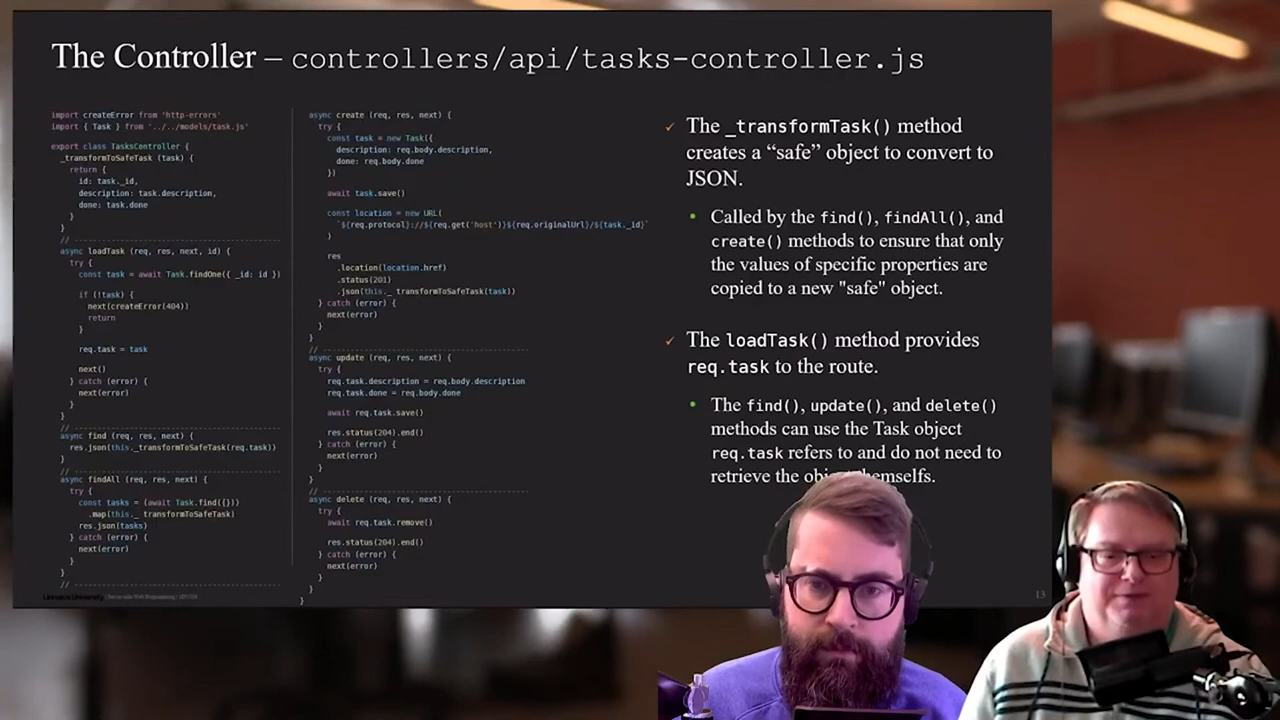 The Controller – controllers/api/tasks-controller.js
import createError from 'http-errors'
import { Task } from '../../models/task.js'
export class TasksController {
_transformToSafeTask (task) {
return {
id: task._id,
description: task.description,
done: task.done
}
}
// ----------------------------------------
async loadTask (req, res, next, id) {
try {
const task = await Task.findOne({ _id: id })
if (!task) {
next(createError(404))
return
}
req.task = task
next()
} catch (error) {
next(error)
}
}
// ----------------------------------------
async find (req, res, next) {
res.json(this._transformToSafeTask(req.task))
}
// ----------------------------------------
async findAll (req, res, next) {
try {
const tasks = (await Task.find({}))
.map(this._ transformToSafeTask)
res.json(tasks)
} catch (error) {
next(error)
}
}
// ----------------------------------------
async create (req, res, next) {
try {
const task = new Task({
description: req.body.description,
done: req.body.done
})
await task.save()
const location = new URL(
`${req.protocol}://${req.get('host')}${req.originalUrl}/${task._id}`
)
res
.location(location.href)
.status(201)
.json(this._ transformToSafeTask(task))
} catch (error) {
next(error)
}
}
// ----------------------------------------
async update (req, res, next) {
try {
req.task.description = req.body.description
req.task.done = req.body.done
await req.task.save()
res.status(204).end()
} catch (error) {
next(error)
}
}
// ----------------------------------------
async delete (req, res, next) {
try {
await req.task.remove()
res.status(204).end()
} catch (error) {
next(error)
}
}
}
✓ The _transformTask() method
creates a “safe” object to convert to
JSON.
• Called by the find(), findAll(), and
create() methods to ensure that only
the values of specific properties are
copied to a new "safe" object.
✓ The loadTask() method provides
req.task to the route.
• The find(), update(), and delete()
methods can use the Task object
req.task refers to and do not need to
retrieve the
Linnaeus University
13